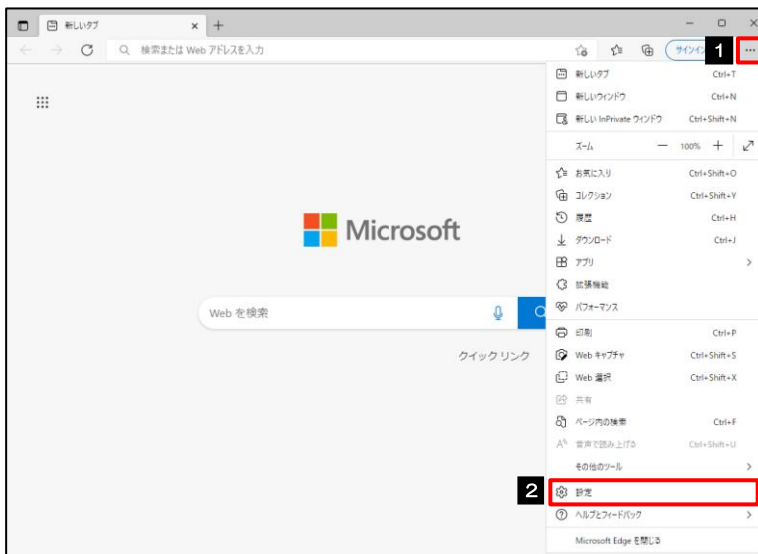 新しいタブ
検索または Web アドレスを入力
サインイン
1
新しいタブ Ctrl+T
新しいウィンドウ Ctrl+N
新しい InPrivate ウィンドウ Ctrl+Shift+N
ズーム 100%
お気に入り Ctrl+Shift+O
コレクション Ctrl+Shift+Y
履歴 Ctrl+H
ダウンロード Ctrl+J
アプリ
拡張機能
パフォーマンス
印刷 Ctrl+P
Web キャプチャ Ctrl+Shift+S
Web 選択 Ctrl+Shift+X
共有
ページ内の検索 Ctrl+F
音声で読み上げる Ctrl+Shift+U
その他のツール
2
設定
ヘルプとフィードバック
Microsoft Edge を閉じる
Microsoft
Web を検索
クイック リンク